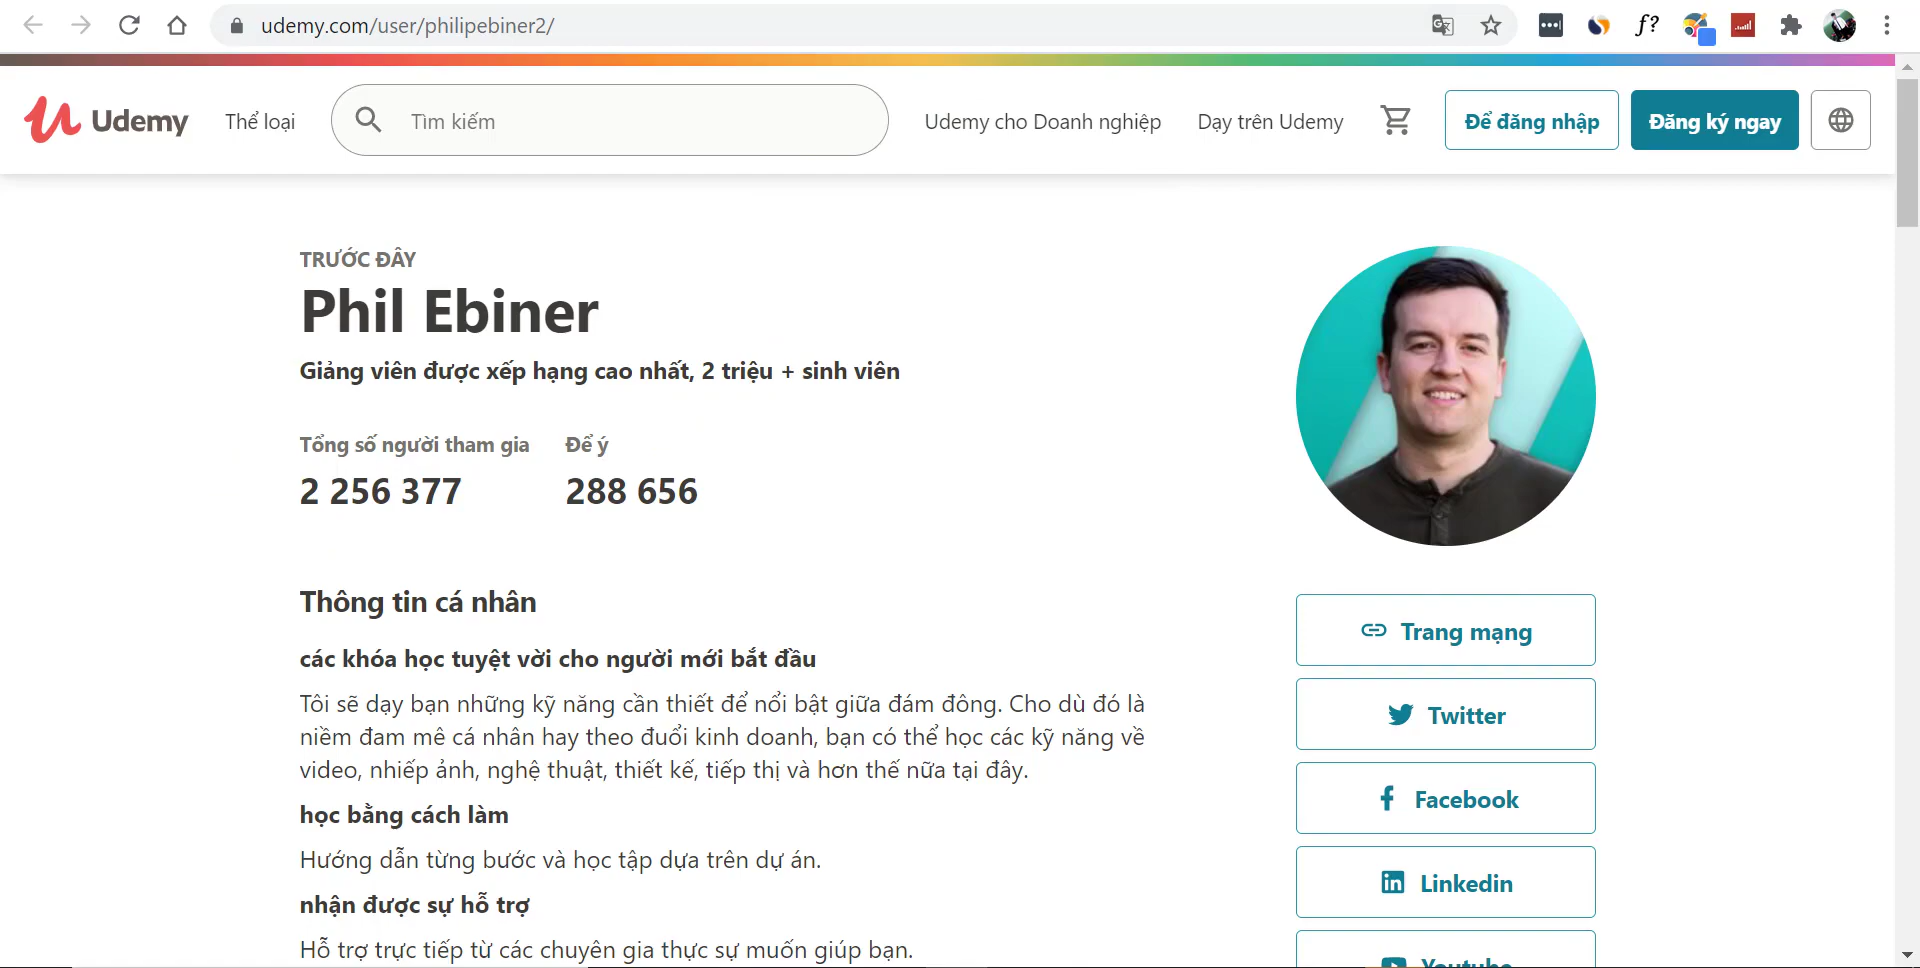 udemy.com/user/philipebiner2/
f?
Udemy
Thể loại
Tìm kiếm
Udemy cho Doanh nghiệp
Dạy trên Udemy
Để đăng nhập
Đăng ký ngay
TRƯỚC ĐÂY
Phil Ebiner
Giảng viên được xếp hạng cao nhất, 2 triệu + sinh viên
Tổng số người tham gia
Để ý
2 256 377
288 656
Thông tin cá nhân
các khóa học tuyệt vời cho người mới bắt đầu
Tôi sẽ dạy bạn những kỹ năng cần thiết để nổi bật giữa đám đông. Cho dù đó là
niềm đam mê cá nhân hay theo đuổi kinh doanh, bạn có thể học các kỹ năng về
video, nhiếp ảnh, nghệ thuật, thiết kế, tiếp thị và hơn thế nữa tại đây.
học bằng cách làm
Hướng dẫn từng bước và học tập dựa trên dự án.
nhận được sự hỗ trợ
Hỗ trợ trực tiếp từ các chuyên gia thực sự muốn giúp bạn.
Trang mạng
Twitter
Facebook
Linkedin
Youtube